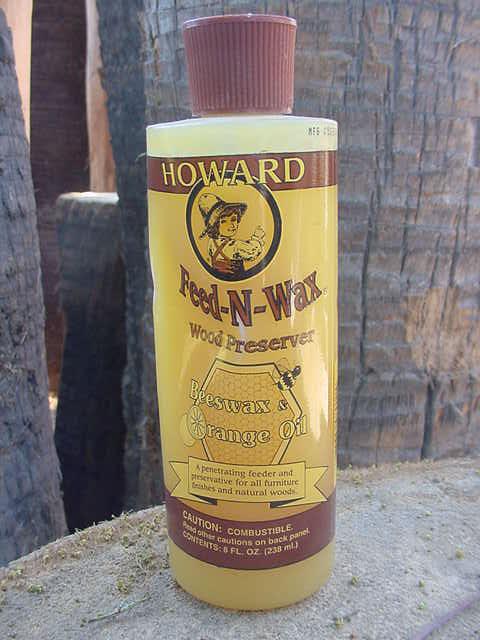 MFG
HOWARD
Feed-N-Wax
Wood Preserver
Beeswax &
Orange Oil
A penetrating feeder and
preservative for all furniture
finishes and natural woods.
CAUTION: COMBUSTIBLE.
Read other cautions on back panel.
CONTENTS: 8 FL. OZ. (238 ml.)